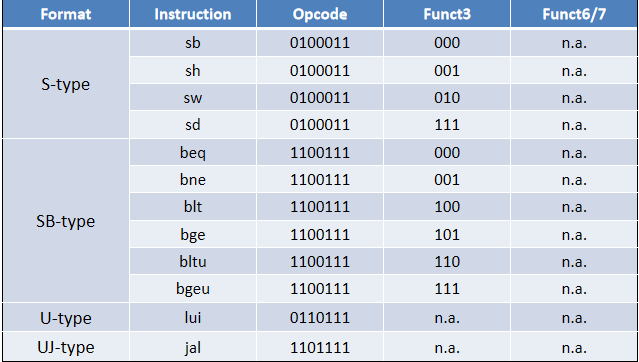 Format Instruction Opcode Funct3 Funct6/7
S-type
sb 0100011 000 n.a.
sh 0100011 001 n.a.
sw 0100011 010 n.a.
sd 0100011 111 n.a.
SB-type
beq 1100111 000 n.a.
bne 1100111 001 n.a.
blt 1100111 100 n.a.
bge 1100111 101 n.a.
bltu 1100111 110 n.a.
bgeu 1100111 111 n.a.
U-type lui 0110111 n.a. n.a.
UJ-type jal 1101111 n.a. n.a.